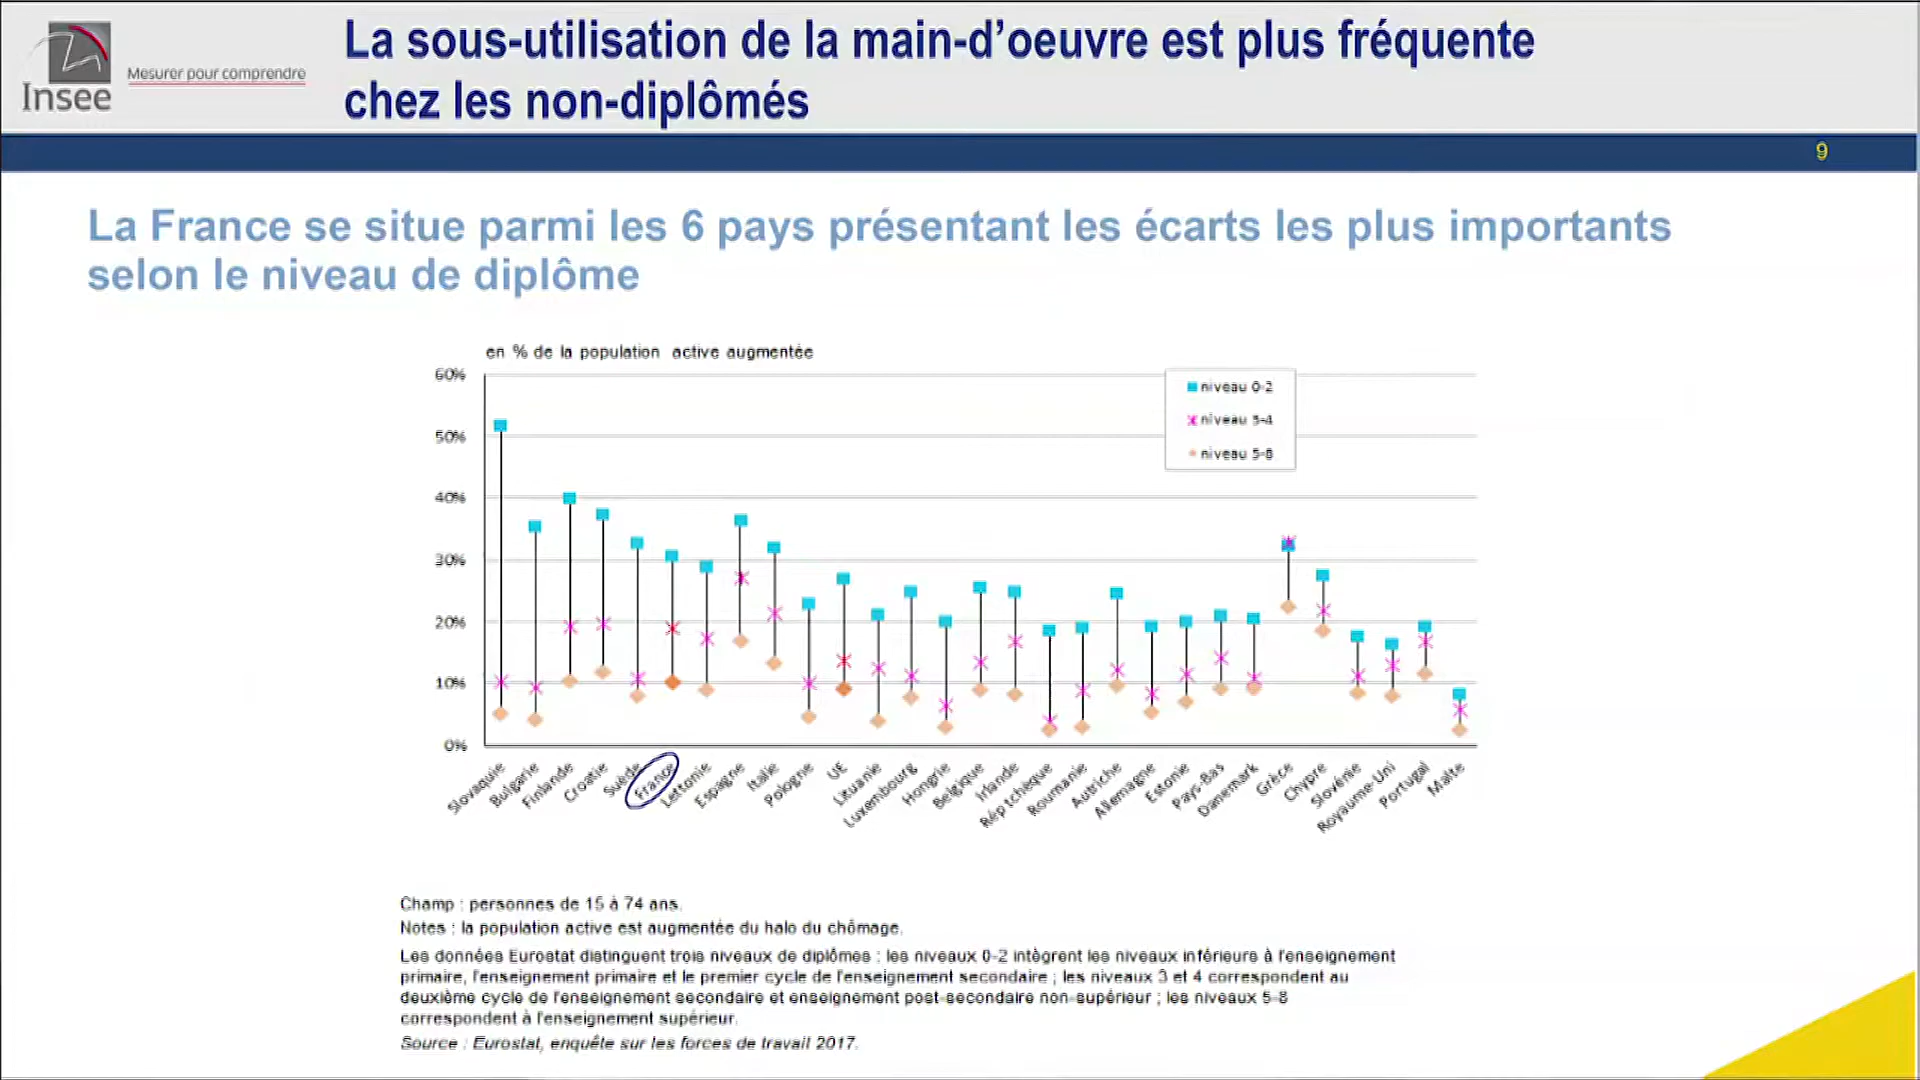 Insee
Mesurer pour comprendre
La sous-utilisation de la main-d'oeuvre est plus fréquente
chez les non-diplômés
9
La France se situe parmi les 6 pays présentant les écarts les plus importants
selon le niveau de diplôme
en % de la population active augmentée
60%
50%
40%
30%
20%
10%
0%
niveau 0-2
niveau 3-4
niveau 5-8
Slovaquie
Bulgarie
Finlande
Croatie
Suède
France
Lettonie
Espagne
Italie
Pologne
UE
Lituanie
Luxembourg
Hongrie
Belgique
Irlande
Rép tchèque
Roumanie
Autriche
Allemagne
Estonie
Pays-Bas
Danemark
Grèce
Chypre
Slovénie
Royaume-Uni
Portugal
Malte
Champ : personnes de 15 à 74 ans.
Notes : la population active est augmentée du halo du chômage.
Les données Eurostat distinguent trois niveaux de diplômes : les niveaux 0-2 intègrent les niveaux inférieurs à l'enseignement
primaire, l'enseignement primaire et le premier cycle de l'enseignement secondaire ; les niveaux 3 et 4 correspondent au
deuxième cycle de l'enseignement secondaire et enseignement post-secondaire non-supérieur ; les niveaux 5-8
correspondent à l'enseignement supérieur.
Source : Eurostat, enquête sur les forces de travail 2017.